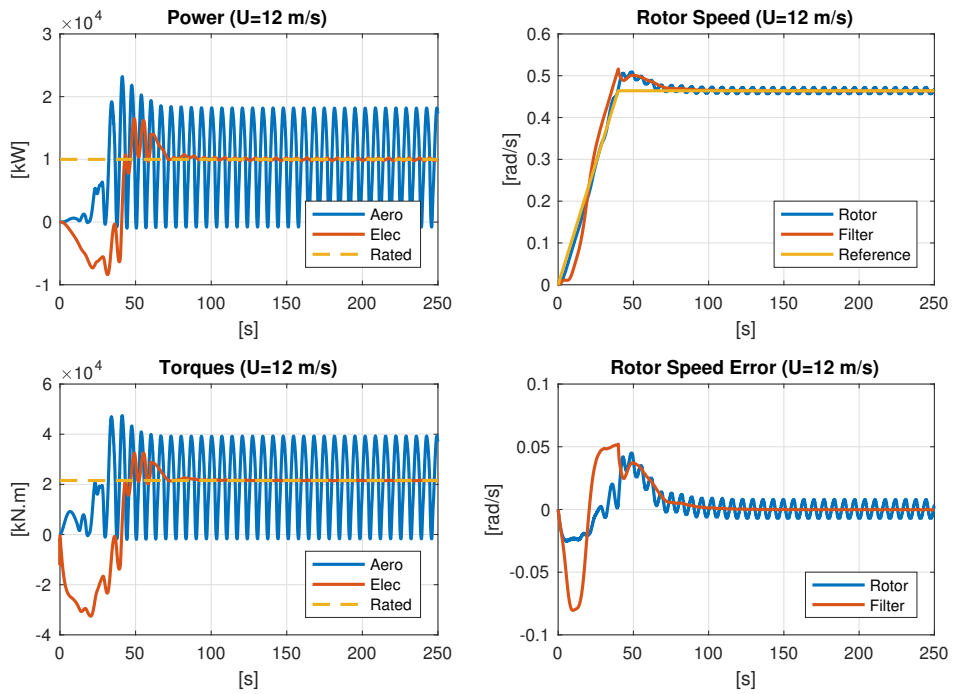 Power (U=12 m/s)
×10⁴
3
2
1
0
-1
[kW]
0 50 100 150 200 250
[s]
Aero
Elec
Rated
Rotor Speed (U=12 m/s)
0.6
0.5
0.4
0.3
0.2
0.1
0
[rad/s]
0 50 100 150 200 250
[s]
Rotor
Filter
Reference
Torques (U=12 m/s)
×10⁴
6
4
2
0
-2
-4
[kN.m]
0 50 100 150 200 250
[s]
Aero
Elec
Rated
Rotor Speed Error (U=12 m/s)
0.1
0.05
0
-0.05
-0.1
[rad/s]
0 50 100 150 200 250
[s]
Rotor
Filter